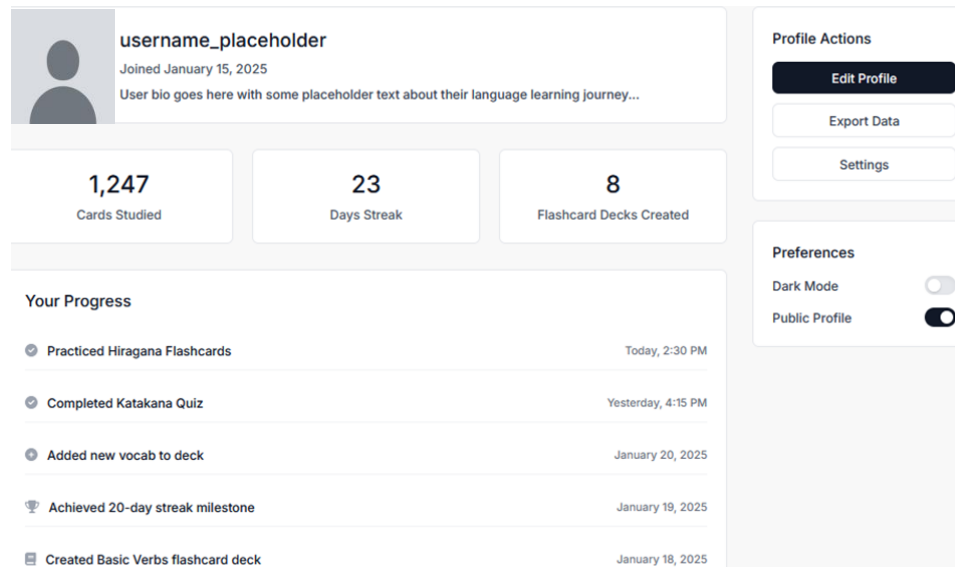 username_placeholder
Joined January 15, 2025
User bio goes here with some placeholder text about their language learning journey...
1,247
Cards Studied
23
Days Streak
8
Flashcard Decks Created
Your Progress
Practiced Hiragana Flashcards Today, 2:30 PM
Completed Katakana Quiz Yesterday, 4:15 PM
Added new vocab to deck January 20, 2025
Achieved 20-day streak milestone January 19, 2025
Created Basic Verbs flashcard deck January 18, 2025
Profile Actions
Edit Profile
Export Data
Settings
Preferences
Dark Mode
Public Profile